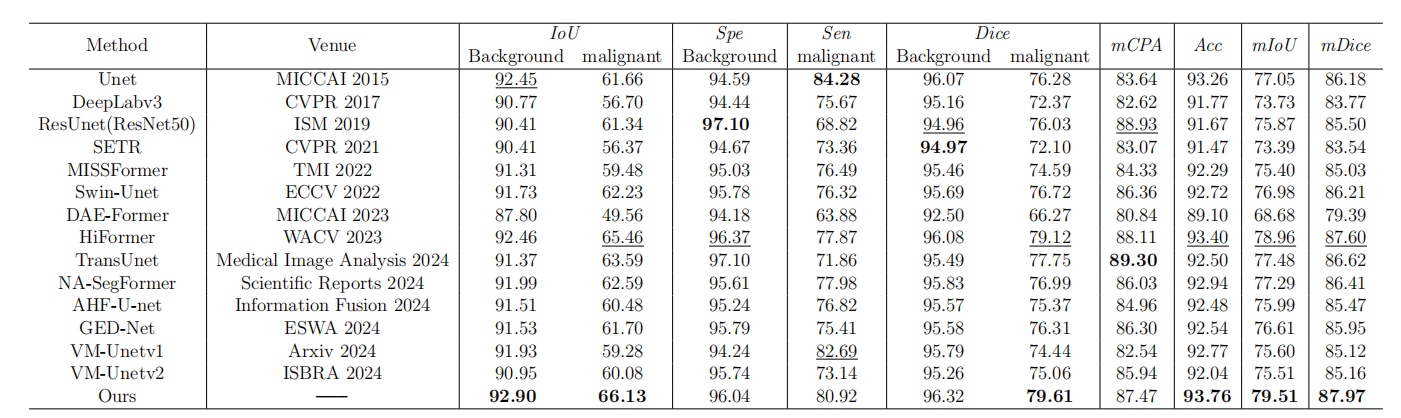 Method Venue IoU Spe Sen Dice mCPA Acc mIoU mDice
Background malignant Background malignant Background malignant
Unet MICCAI 2015 92.45 61.66 94.59 84.28 96.07 76.28 83.64 93.26 77.05 86.18
DeepLabv3 CVPR 2017 90.77 56.70 94.44 75.67 95.16 72.37 82.62 91.77 73.73 83.77
ResUnet(ResNet50) ISM 2019 90.41 61.34 97.10 68.82 94.96 76.03 88.93 91.67 75.87 85.50
SETR CVPR 2021 90.41 56.37 94.67 73.36 94.97 72.10 83.07 91.47 73.39 83.54
MISSFormer TMI 2022 91.31 59.48 95.03 76.49 95.46 74.59 84.33 92.29 75.40 85.03
Swin-Unet ECCV 2022 91.73 62.23 95.78 76.32 95.69 76.72 86.36 92.72 76.98 86.21
DAE-Former MICCAI 2023 87.80 49.56 94.18 63.88 92.50 66.27 80.84 89.10 68.68 79.39
HiFormer WACV 2023 92.46 65.46 96.37 77.87 96.08 79.12 88.11 93.40 78.96 87.60
TransUnet Medical Image Analysis 2024 91.37 63.59 97.10 71.86 95.49 77.75 89.30 92.50 77.48 86.62
NA-SegFormer Scientific Reports 2024 91.99 62.59 95.61 77.98 95.83 76.99 86.03 92.94 77.29 86.41
AHF-U-net Information Fusion 2024 91.51 60.48 95.24 76.82 95.57 75.37 84.96 92.48 75.99 85.47
GED-Net ESWA 2024 91.53 61.70 95.79 75.41 95.58 76.31 86.30 92.54 76.61 85.95
VM-Unetv1 Arxiv 2024 91.93 59.28 94.24 82.69 95.79 74.44 82.54 92.77 75.60 85.12
VM-Unetv2 ISBRA 2024 90.95 60.08 95.74 73.14 95.26 75.06 85.94 92.04 75.51 85.16
Ours —— 92.90 66.13 96.04 80.92 96.32 79.61 87.47 93.76 79.51 87.97